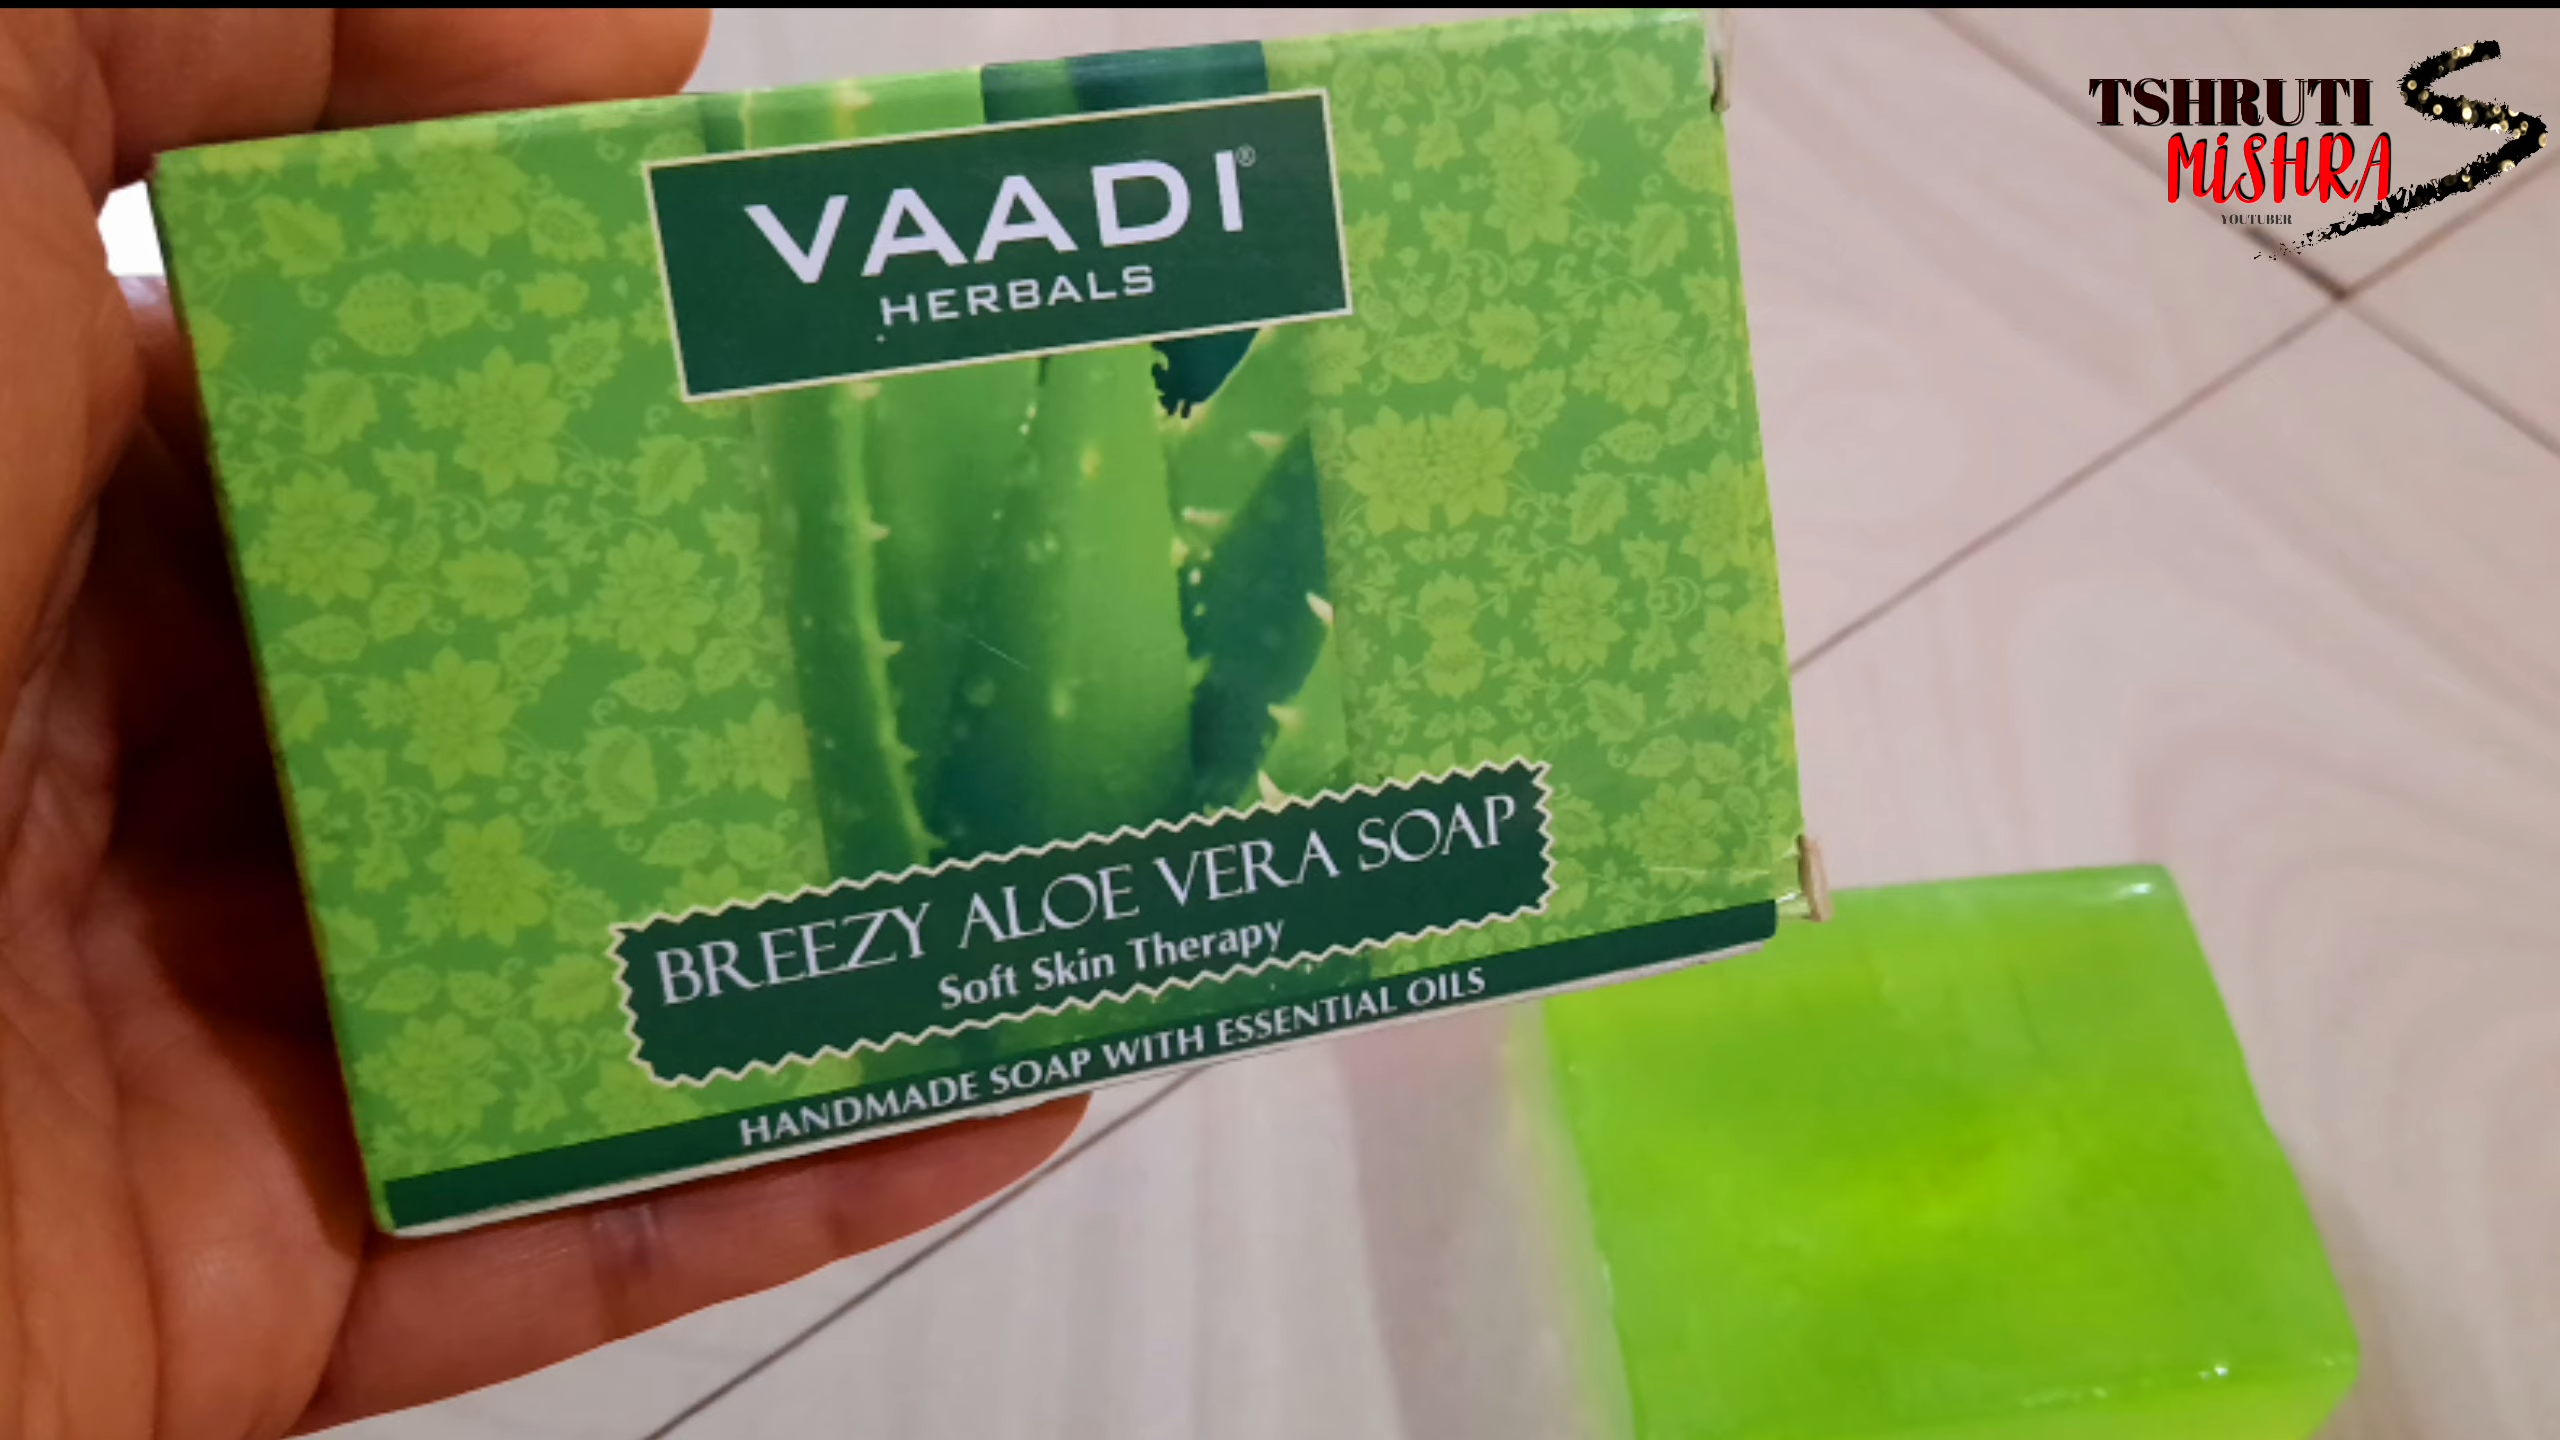 VAADI®
HERBALS
BREEZY ALOE VERA SOAP
Soft Skin Therapy
HANDMADE SOAP WITH ESSENTIAL OILS
TSHRUTI
MiSHRA
YOUTUBER